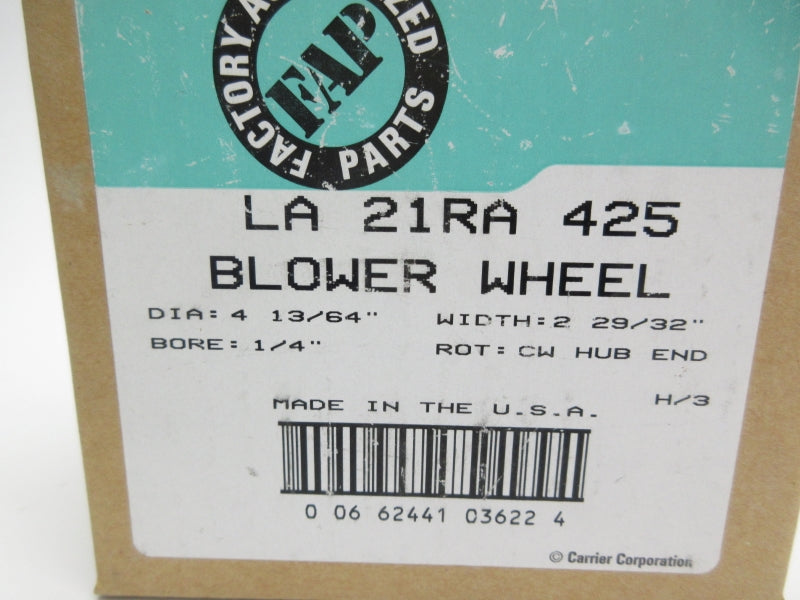 FACTORY
PARTS
FAP
LA 21RA 425
BLOWER WHEEL
DIA: 4 13/64" WIDTH:2 29/32"
BORE: 1/4" ROT: CW HUB END
H/3
MADE IN THE U.S.A.
0 06 62441 03622 4
© Carrier Corporation